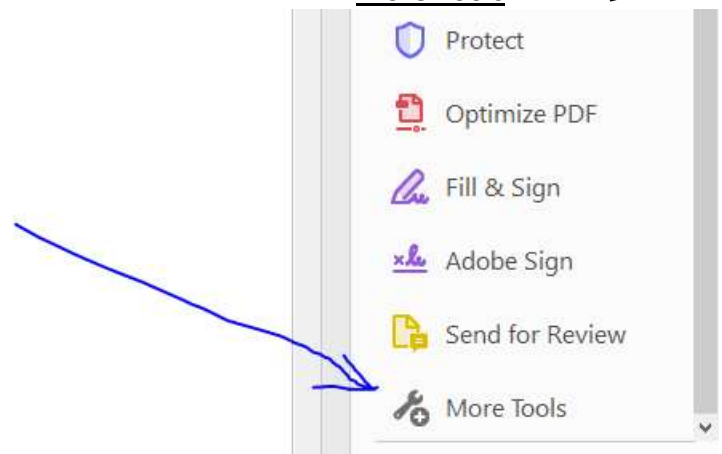 Protect
Optimize PDF
Fill & Sign
Adobe Sign
Send for Review
More Tools